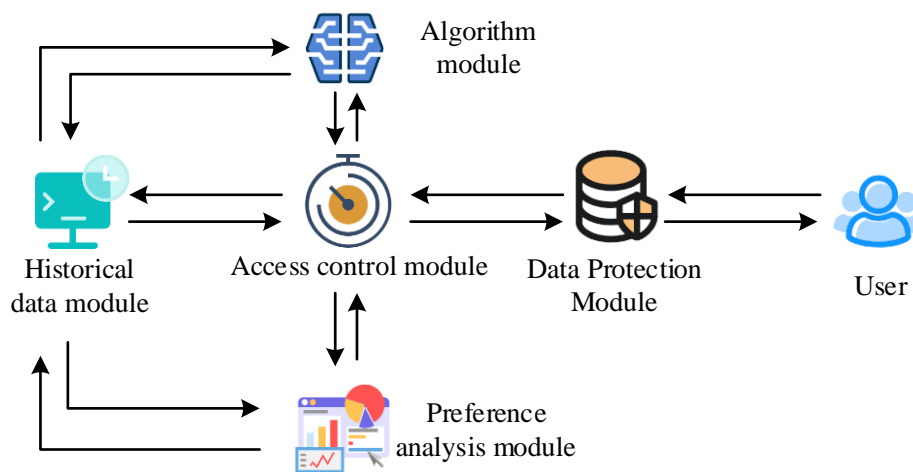 Algorithm
module
Historical
data module
Access control module
Data Protection
Module
User
Preference
analysis module